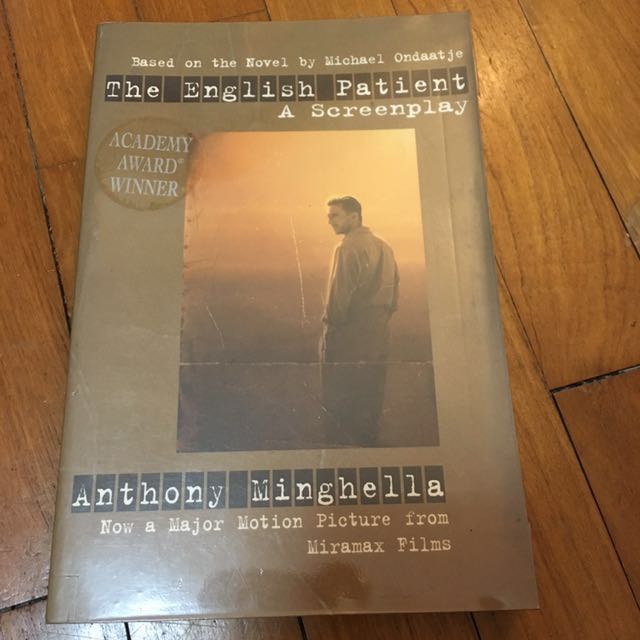 Based on the Novel by Michael Ondaatje
The English Patient
A Screenplay
ACADEMY
AWARD®
WINNER
Anthony Minghella
Now a Major Motion Picture from
Miramax Films